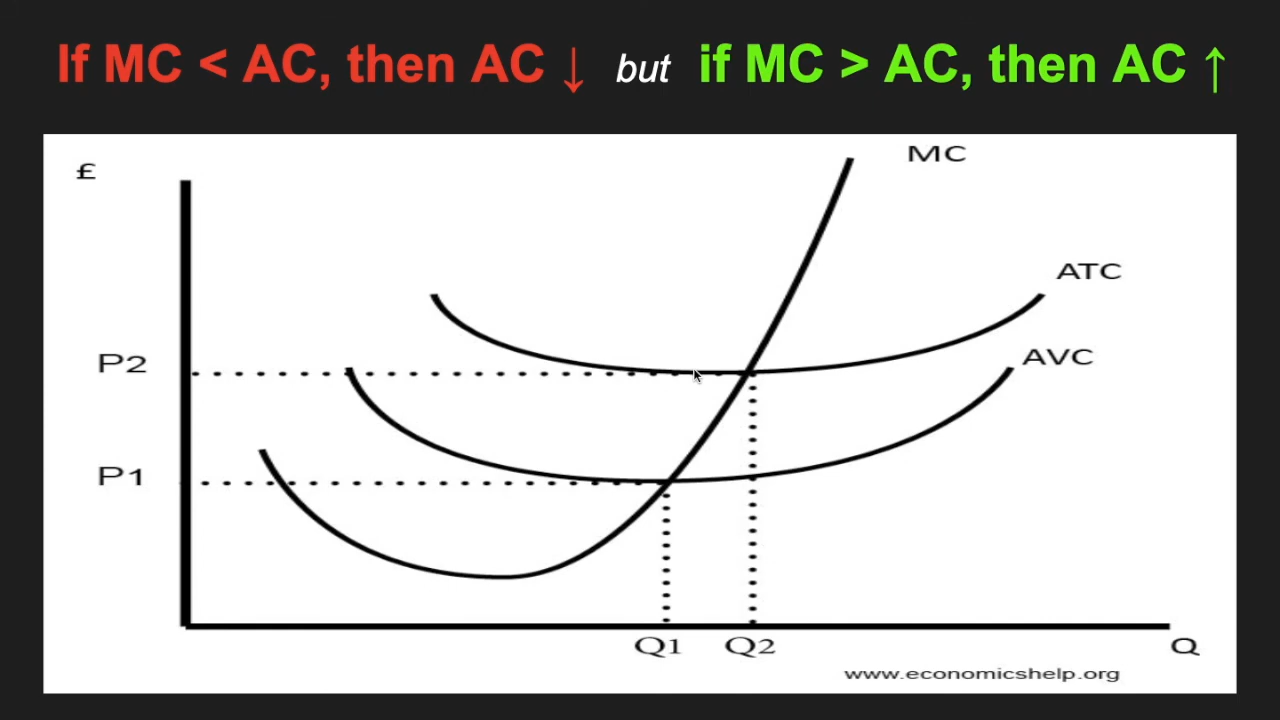 If MC < AC, then AC ↓ but if MC > AC, then AC ↑
MC
£
ATC
AVC
P2
P1
Q1 Q2 Q
www.economicshelp.org